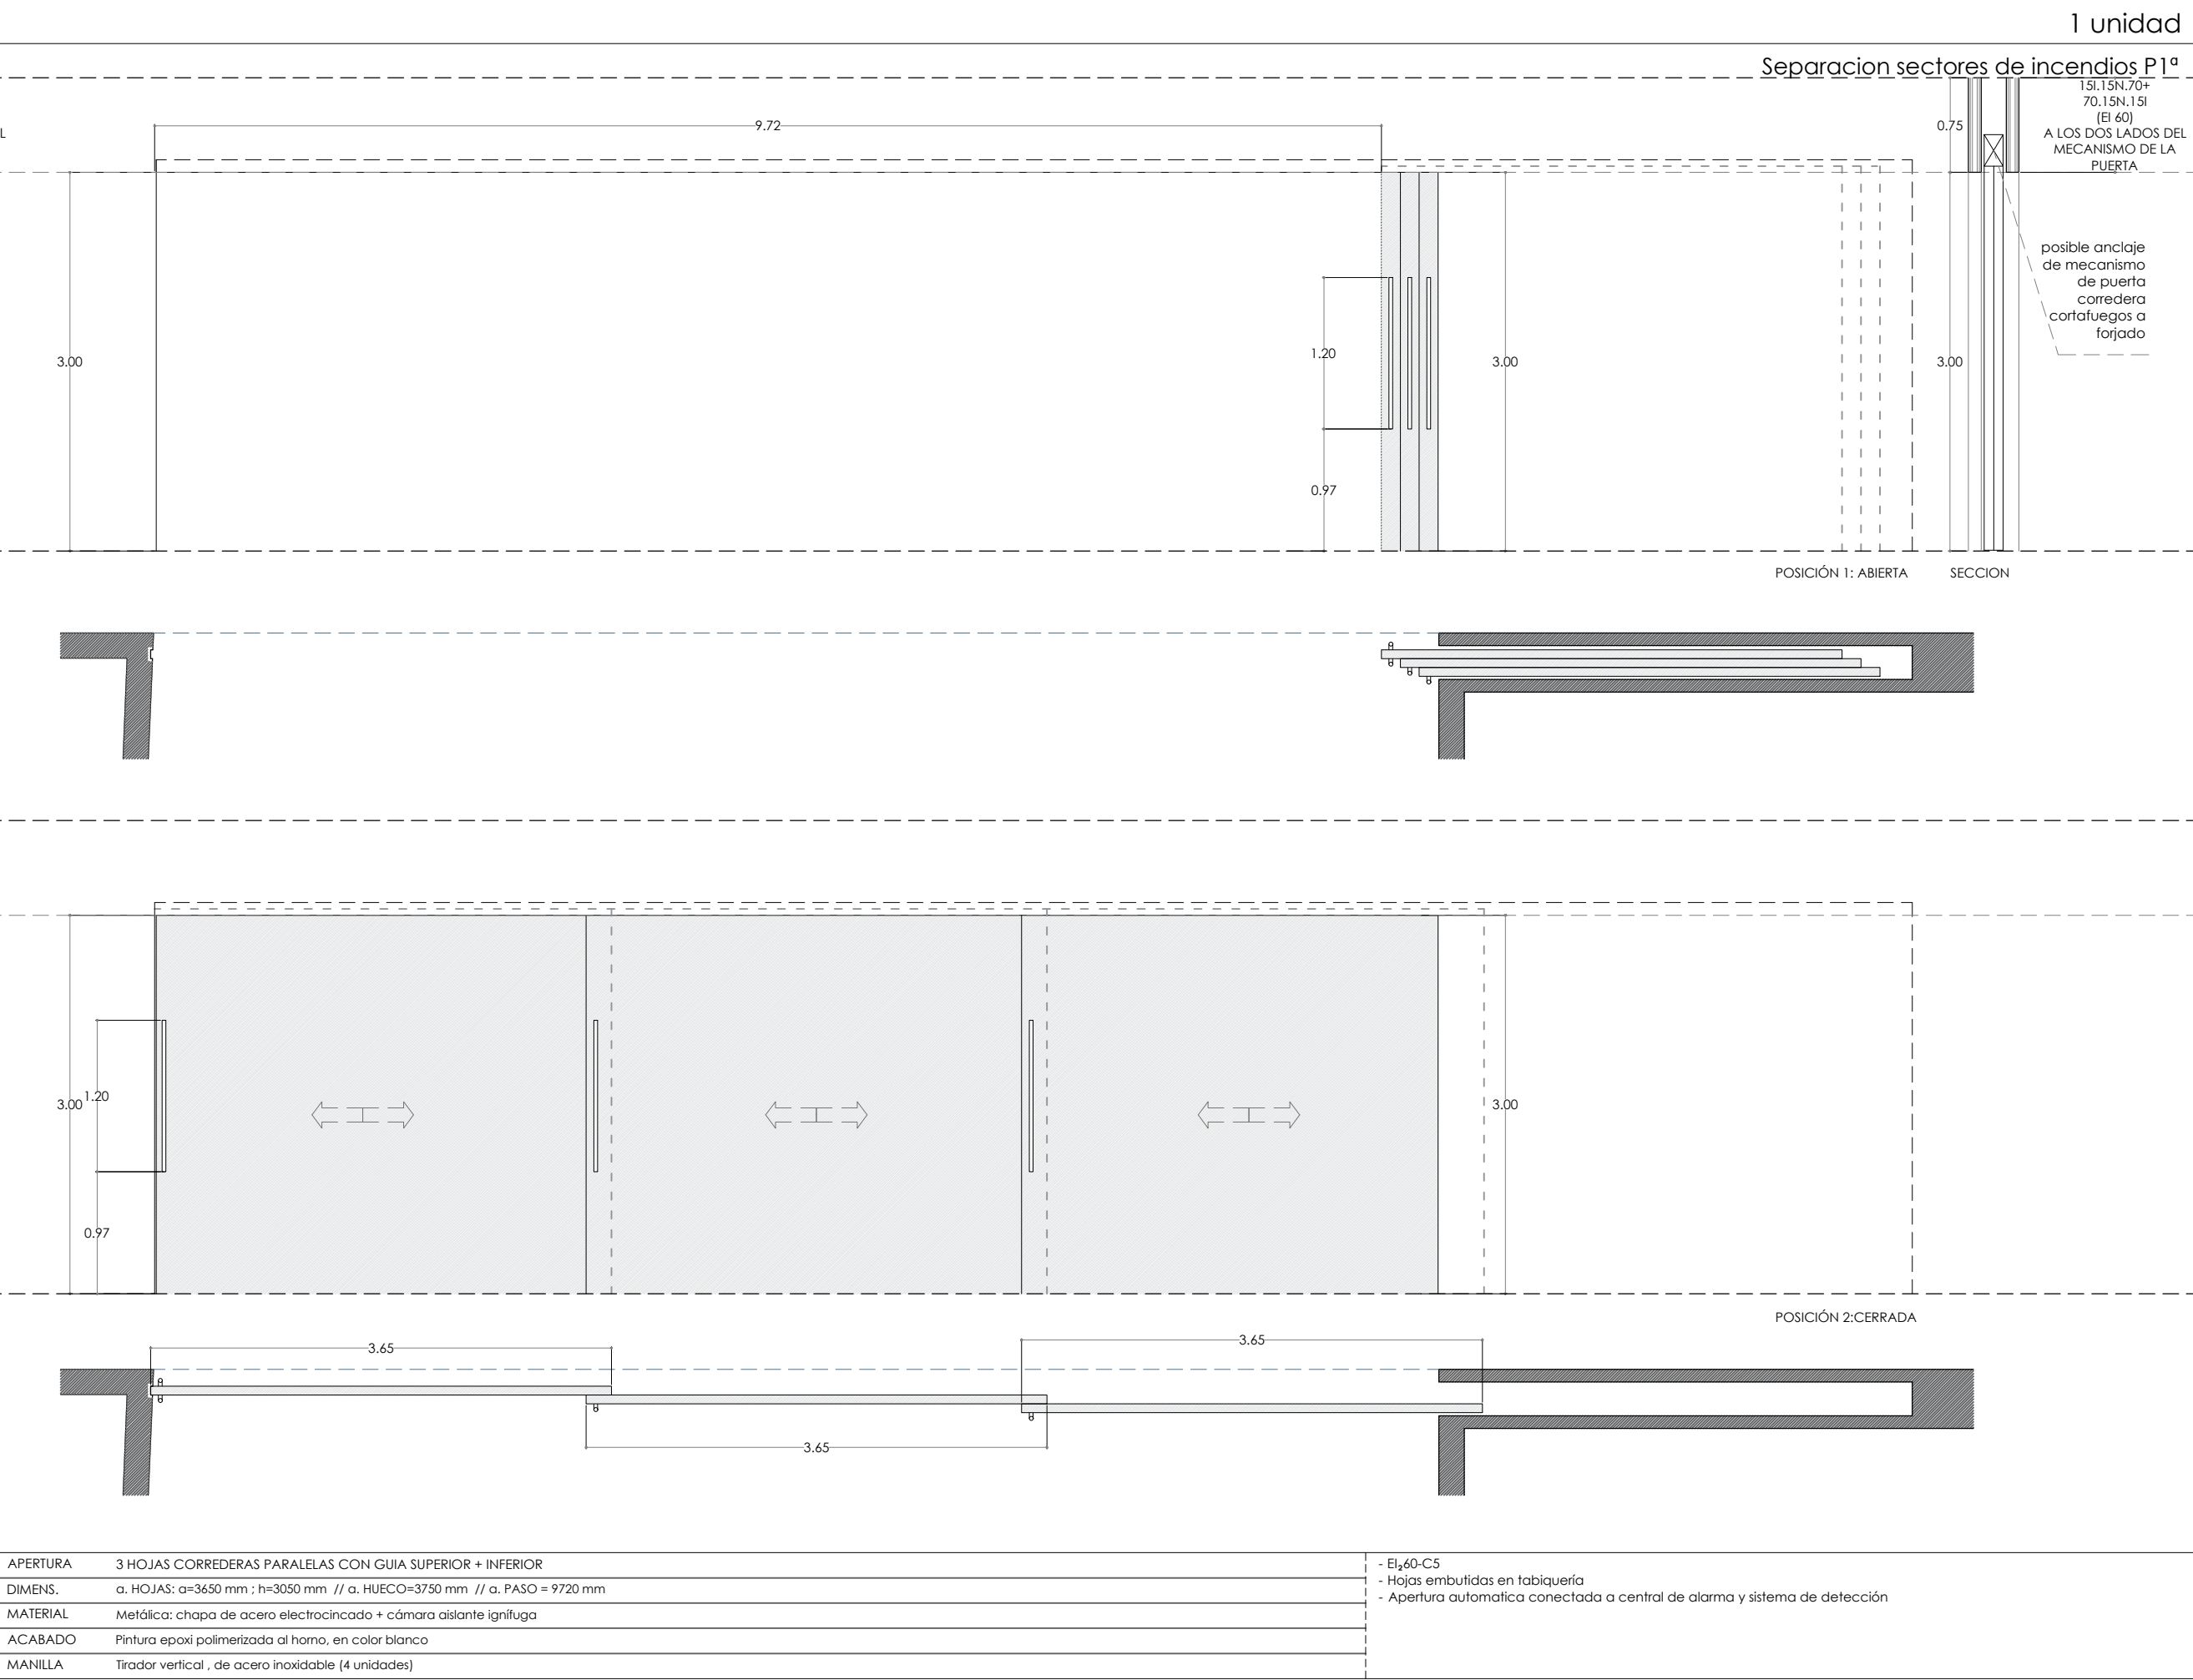 1 unidad
Separacion sectores de incendios P1ª
L
9.72
0.75
15I.15N.70+
70.15N.15I
(EI 60)
A LOS DOS LADOS DEL
MECANISMO DE LA
PUERTA
posible anclaje
de mecanismo
de puerta
corredera
cortafuegos a
forjado
3.00
1.20
3.00
3.00
0.97
POSICIÓN 1: ABIERTA
SECCION
3.00
1.20
3.00
0.97
POSICIÓN 2:CERRADA
3.65
3.65
3.65
APERTURA 3 HOJAS CORREDERAS PARALELAS CON GUIA SUPERIOR + INFERIOR
DIMENS. a. HOJAS: a=3650 mm ; h=3050 mm // a. HUECO=3750 mm // a. PASO = 9720 mm
MATERIAL Metálica: chapa de acero electrocincado + cámara aislante ignífuga
ACABADO Pintura epoxi polimerizada al horno, en color blanco
MANILLA Tirador vertical , de acero inoxidable (4 unidades)
- EI₂60-C5
- Hojas embutidas en tabiquería
- Apertura automatica conectada a central de alarma y sistema de detección